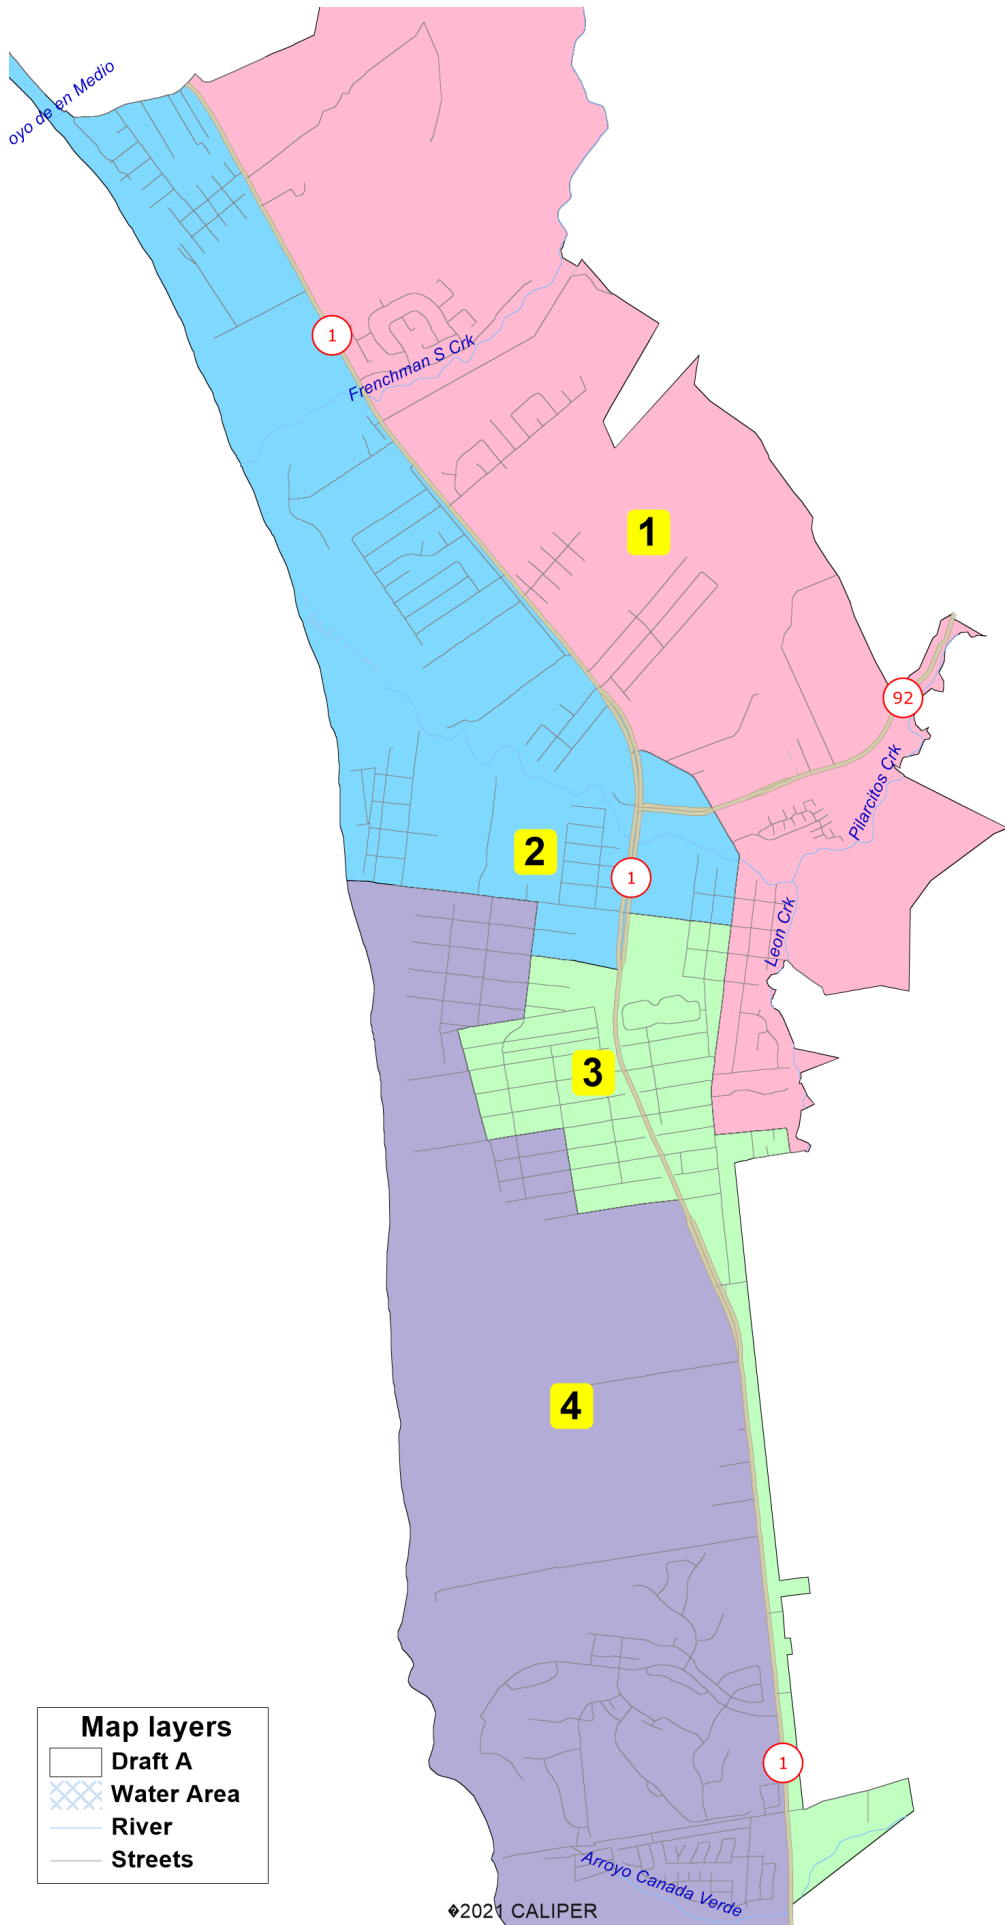 oyo de en Medio
1
Frenchman S Crk
1
92
Pilarcitos Crk
2
1
Leon Crk
3
4
1
Map layers
Draft A
Water Area
River
Streets
Arroyo Canada Verde
�2021 CALIPER